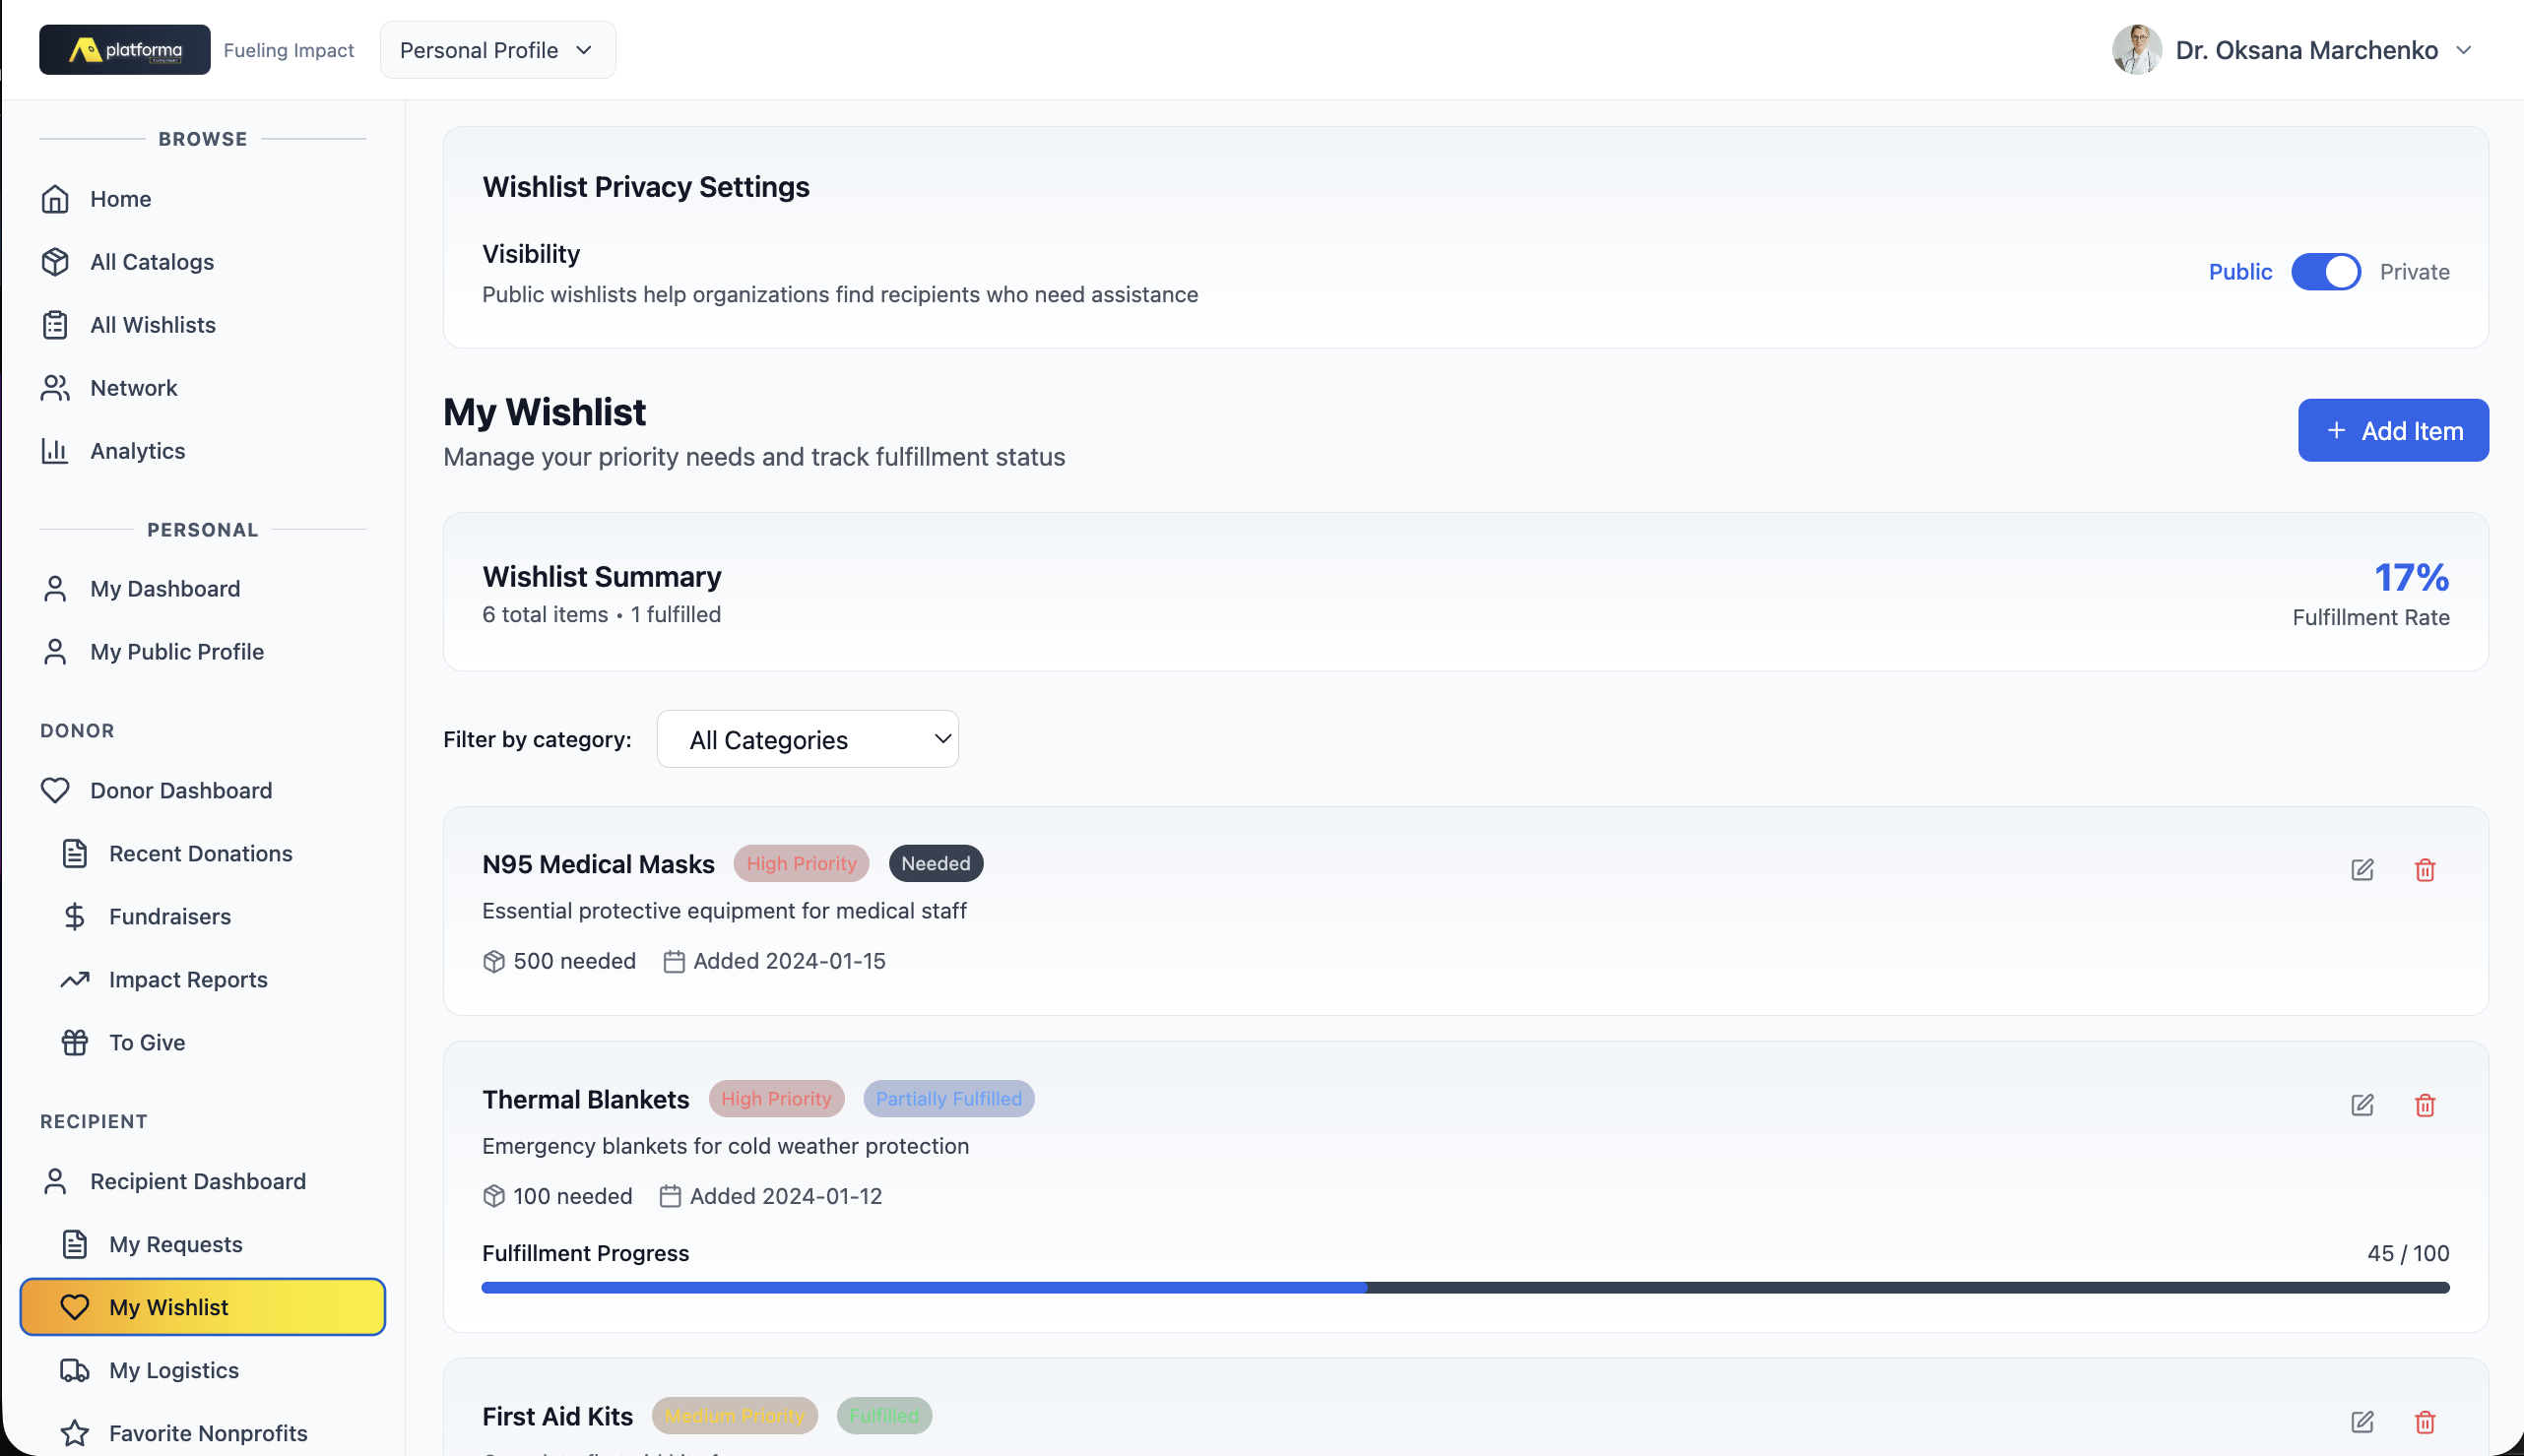 platforma
Fueling Impact
Personal Profile
Dr. Oksana Marchenko
BROWSE
Home
All Catalogs
All Wishlists
Network
Analytics
PERSONAL
My Dashboard
My Public Profile
DONOR
Donor Dashboard
Recent Donations
Fundraisers
Impact Reports
To Give
RECIPIENT
Recipient Dashboard
My Requests
My Wishlist
My Logistics
Favorite Nonprofits
Wishlist Privacy Settings
Visibility
Public wishlists help organizations find recipients who need assistance
Public Private
My Wishlist
Manage your priority needs and track fulfillment status
+ Add Item
Wishlist Summary
6 total items • 1 fulfilled
17%
Fulfillment Rate
Filter by category: All Categories
N95 Medical Masks High Priority Needed
Essential protective equipment for medical staff
500 needed Added 2024-01-15
Thermal Blankets High Priority Partially Fulfilled
Emergency blankets for cold weather protection
100 needed Added 2024-01-12
Fulfillment Progress 45 / 100
First Aid Kits Medium Priority Fulfilled